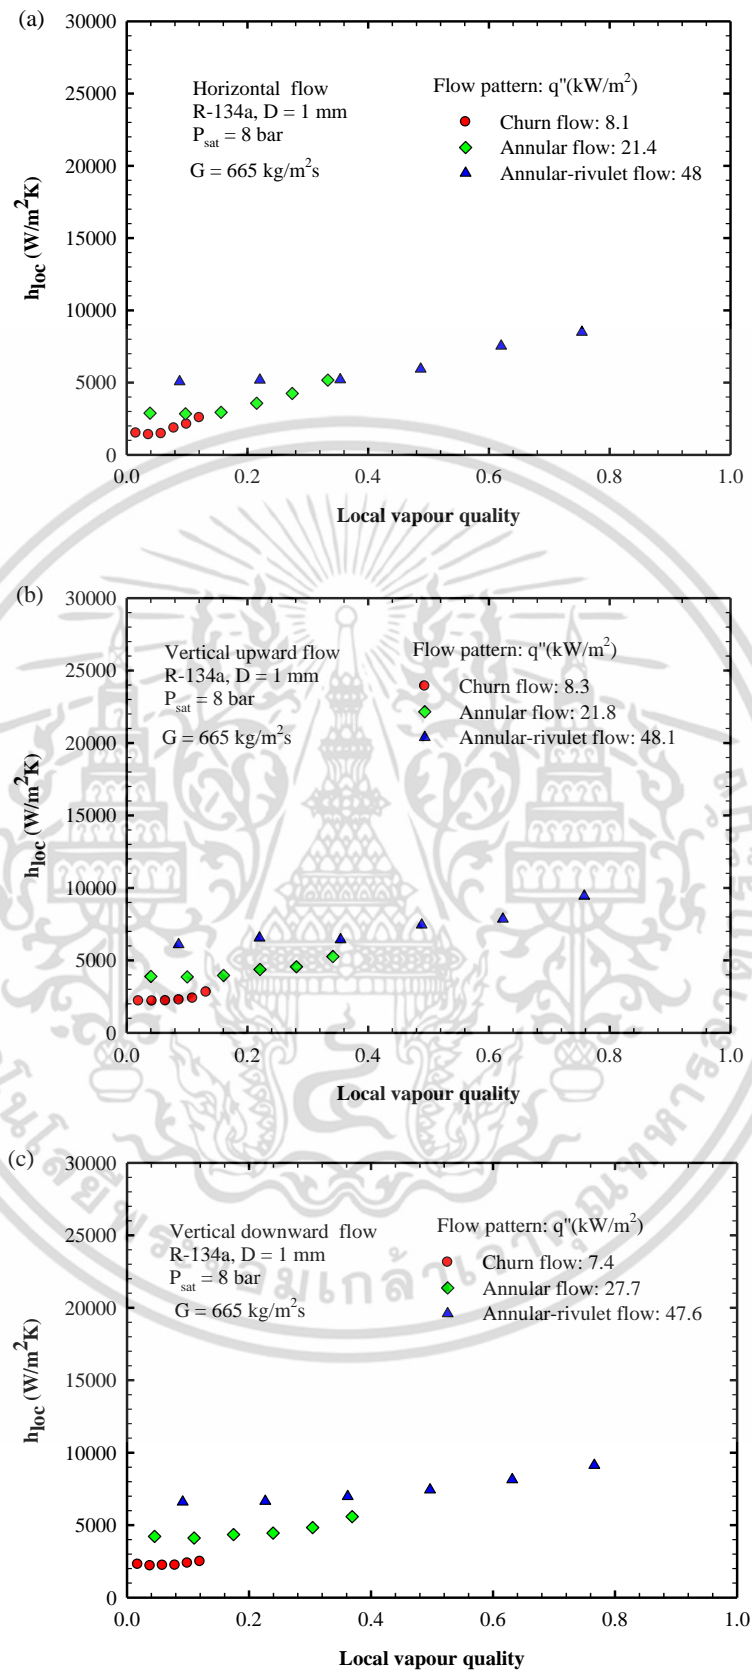 (a)
30000
25000
20000
15000
10000
5000
0
h_loc (W/m²K)
Horizontal flow
R-134a, D = 1 mm
P_sat = 8 bar
G = 665 kg/m²s
Flow pattern: q"(kW/m²)
Churn flow: 8.1
Annular flow: 21.4
Annular-rivulet flow: 48
0.0 0.2 0.4 0.6 0.8 1.0
Local vapour quality
(b)
30000
25000
20000
15000
10000
5000
0
h_loc (W/m²K)
Vertical upward flow
R-134a, D = 1 mm
P_sat = 8 bar
G = 665 kg/m²s
Flow pattern: q"(kW/m²)
Churn flow: 8.3
Annular flow: 21.8
Annular-rivulet flow: 48.1
0.0 0.2 0.4 0.6 0.8 1.0
Local vapour quality
(c)
30000
25000
20000
15000
10000
5000
0
h_loc (W/m²K)
Vertical downward flow
R-134a, D = 1 mm
P_sat = 8 bar
G = 665 kg/m²s
Flow pattern: q"(kW/m²)
Churn flow: 7.4
Annular flow: 27.7
Annular-rivulet flow: 47.6
0.0 0.2 0.4 0.6 0.8 1.0
Local vapour quality